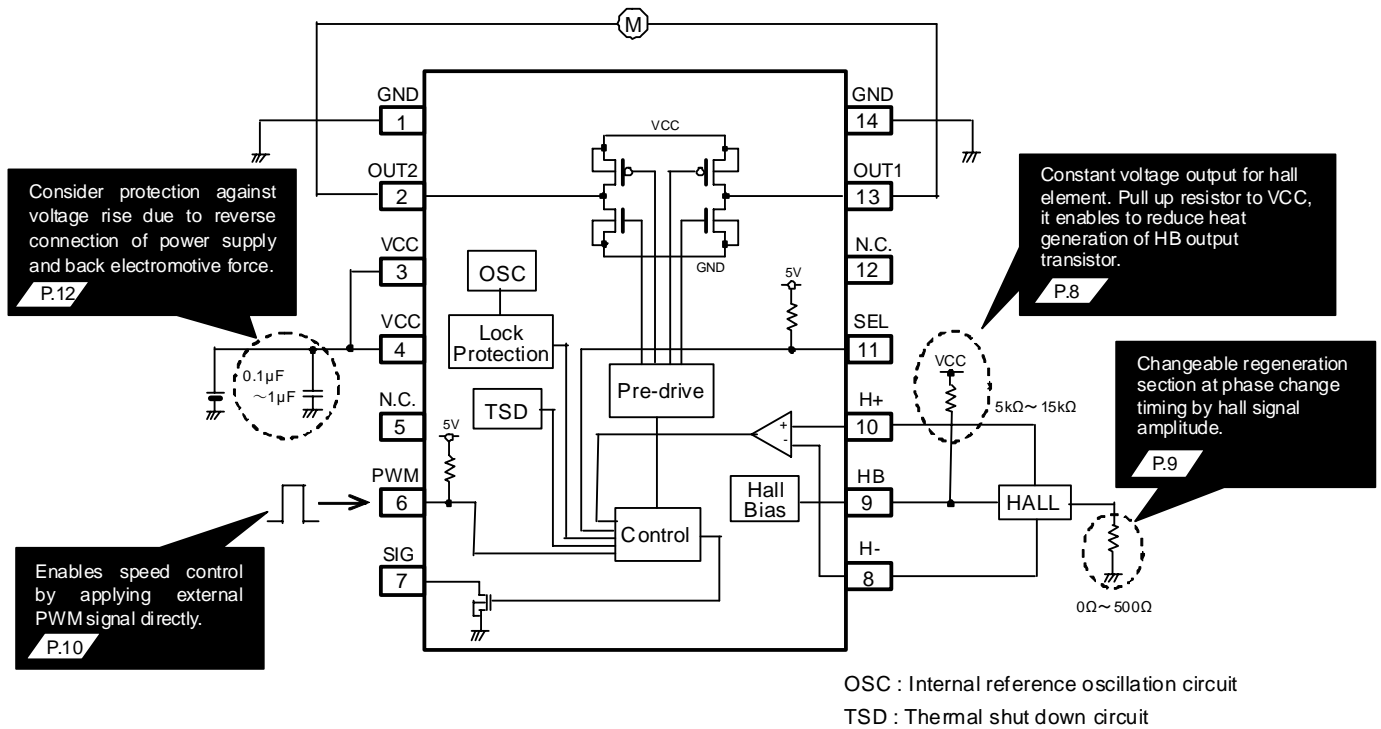 M
GND
1
OUT2
2
VCC
3
VCC
4
N.C.
5
PWM
6
SIG
7
GND
14
OUT1
13
N.C.
12
SEL
11
H+
10
HB
9
H-
8
VCC
GND
OSC
Lock
Protection
TSD
5V
5V
Pre-drive
+
-
Hall
Bias
Control
Consider protection against
voltage rise due to reverse
connection of power supply
and back electromotive force.
P.12
0.1µF
～1µF
Enables speed control
by applying external
PWM signal directly.
P.10
Constant voltage output for hall
element. Pull up resistor to VCC,
it enables to reduce heat
generation of HB output
transistor.
P.8
VCC
5kΩ～15kΩ
HALL
Changeable regeneration
section at phase change
timing by hall signal
amplitude.
P.9
0Ω～500Ω
OSC : Internal reference oscillation circuit
TSD : Thermal shut down circuit